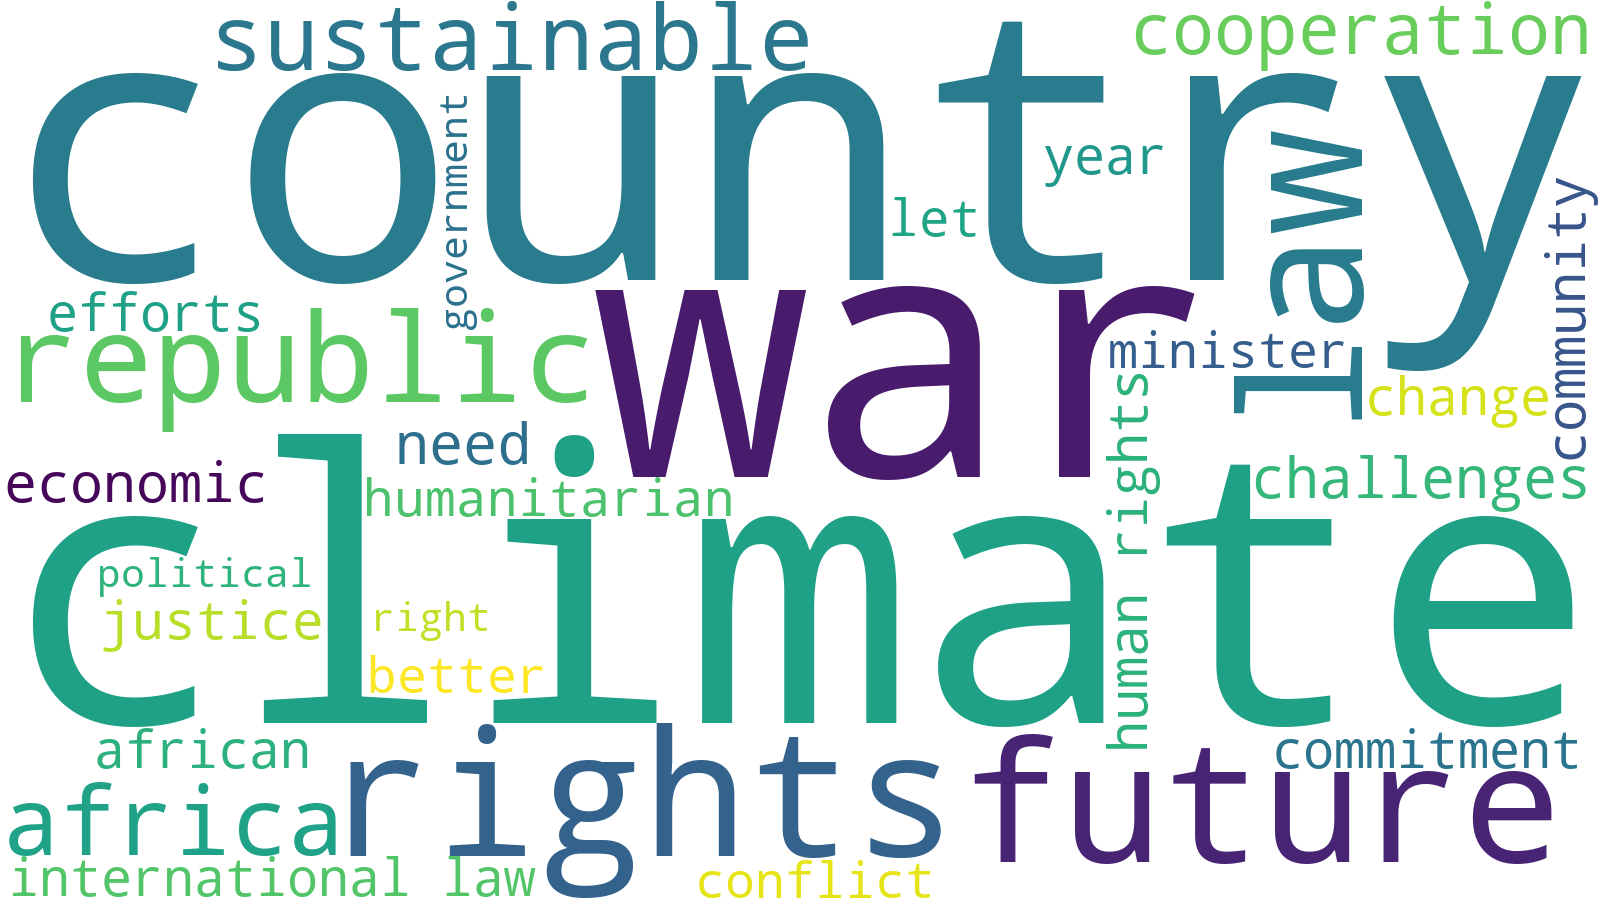 sustainable
cooperation
country
government
year
let
law
community
efforts
republic
war
minister
change
need
economic
humanitarian
climate
human rights
challenges
political
justice
right
better
african
africa
rights
future
commitment
international law
conflict